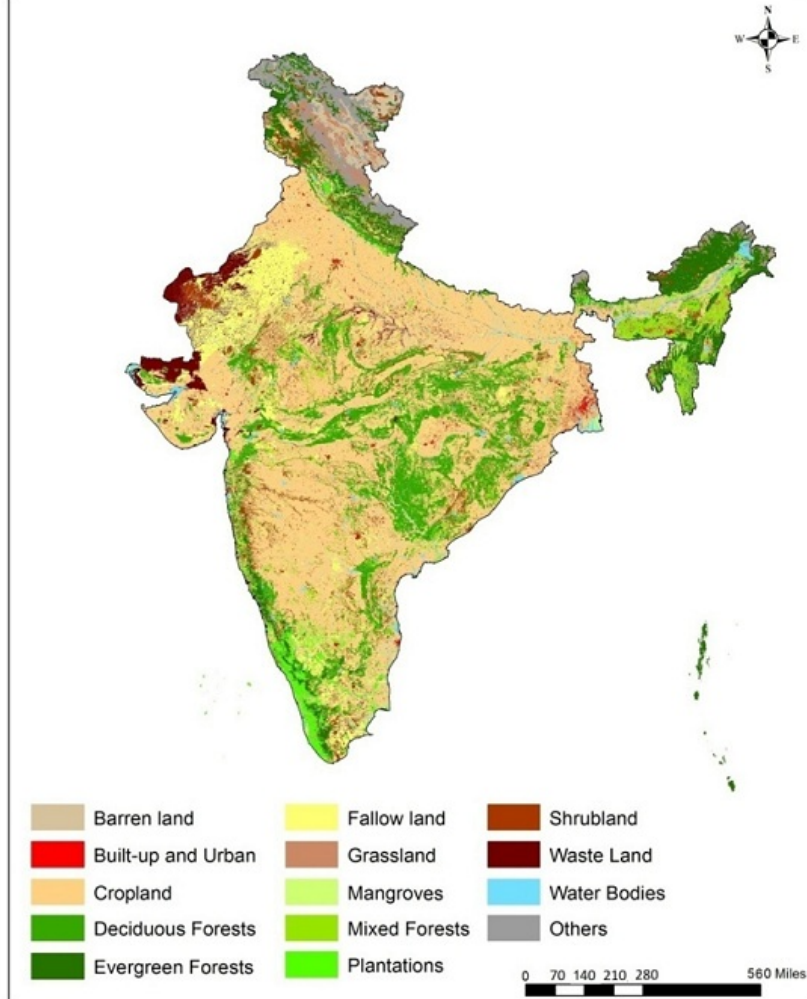 N
W E
S
Barren land
Built-up and Urban
Cropland
Deciduous Forests
Evergreen Forests
Fallow land
Grassland
Mangroves
Mixed Forests
Plantations
Shrubland
Waste Land
Water Bodies
Others
0 70 140 210 280 560 Miles